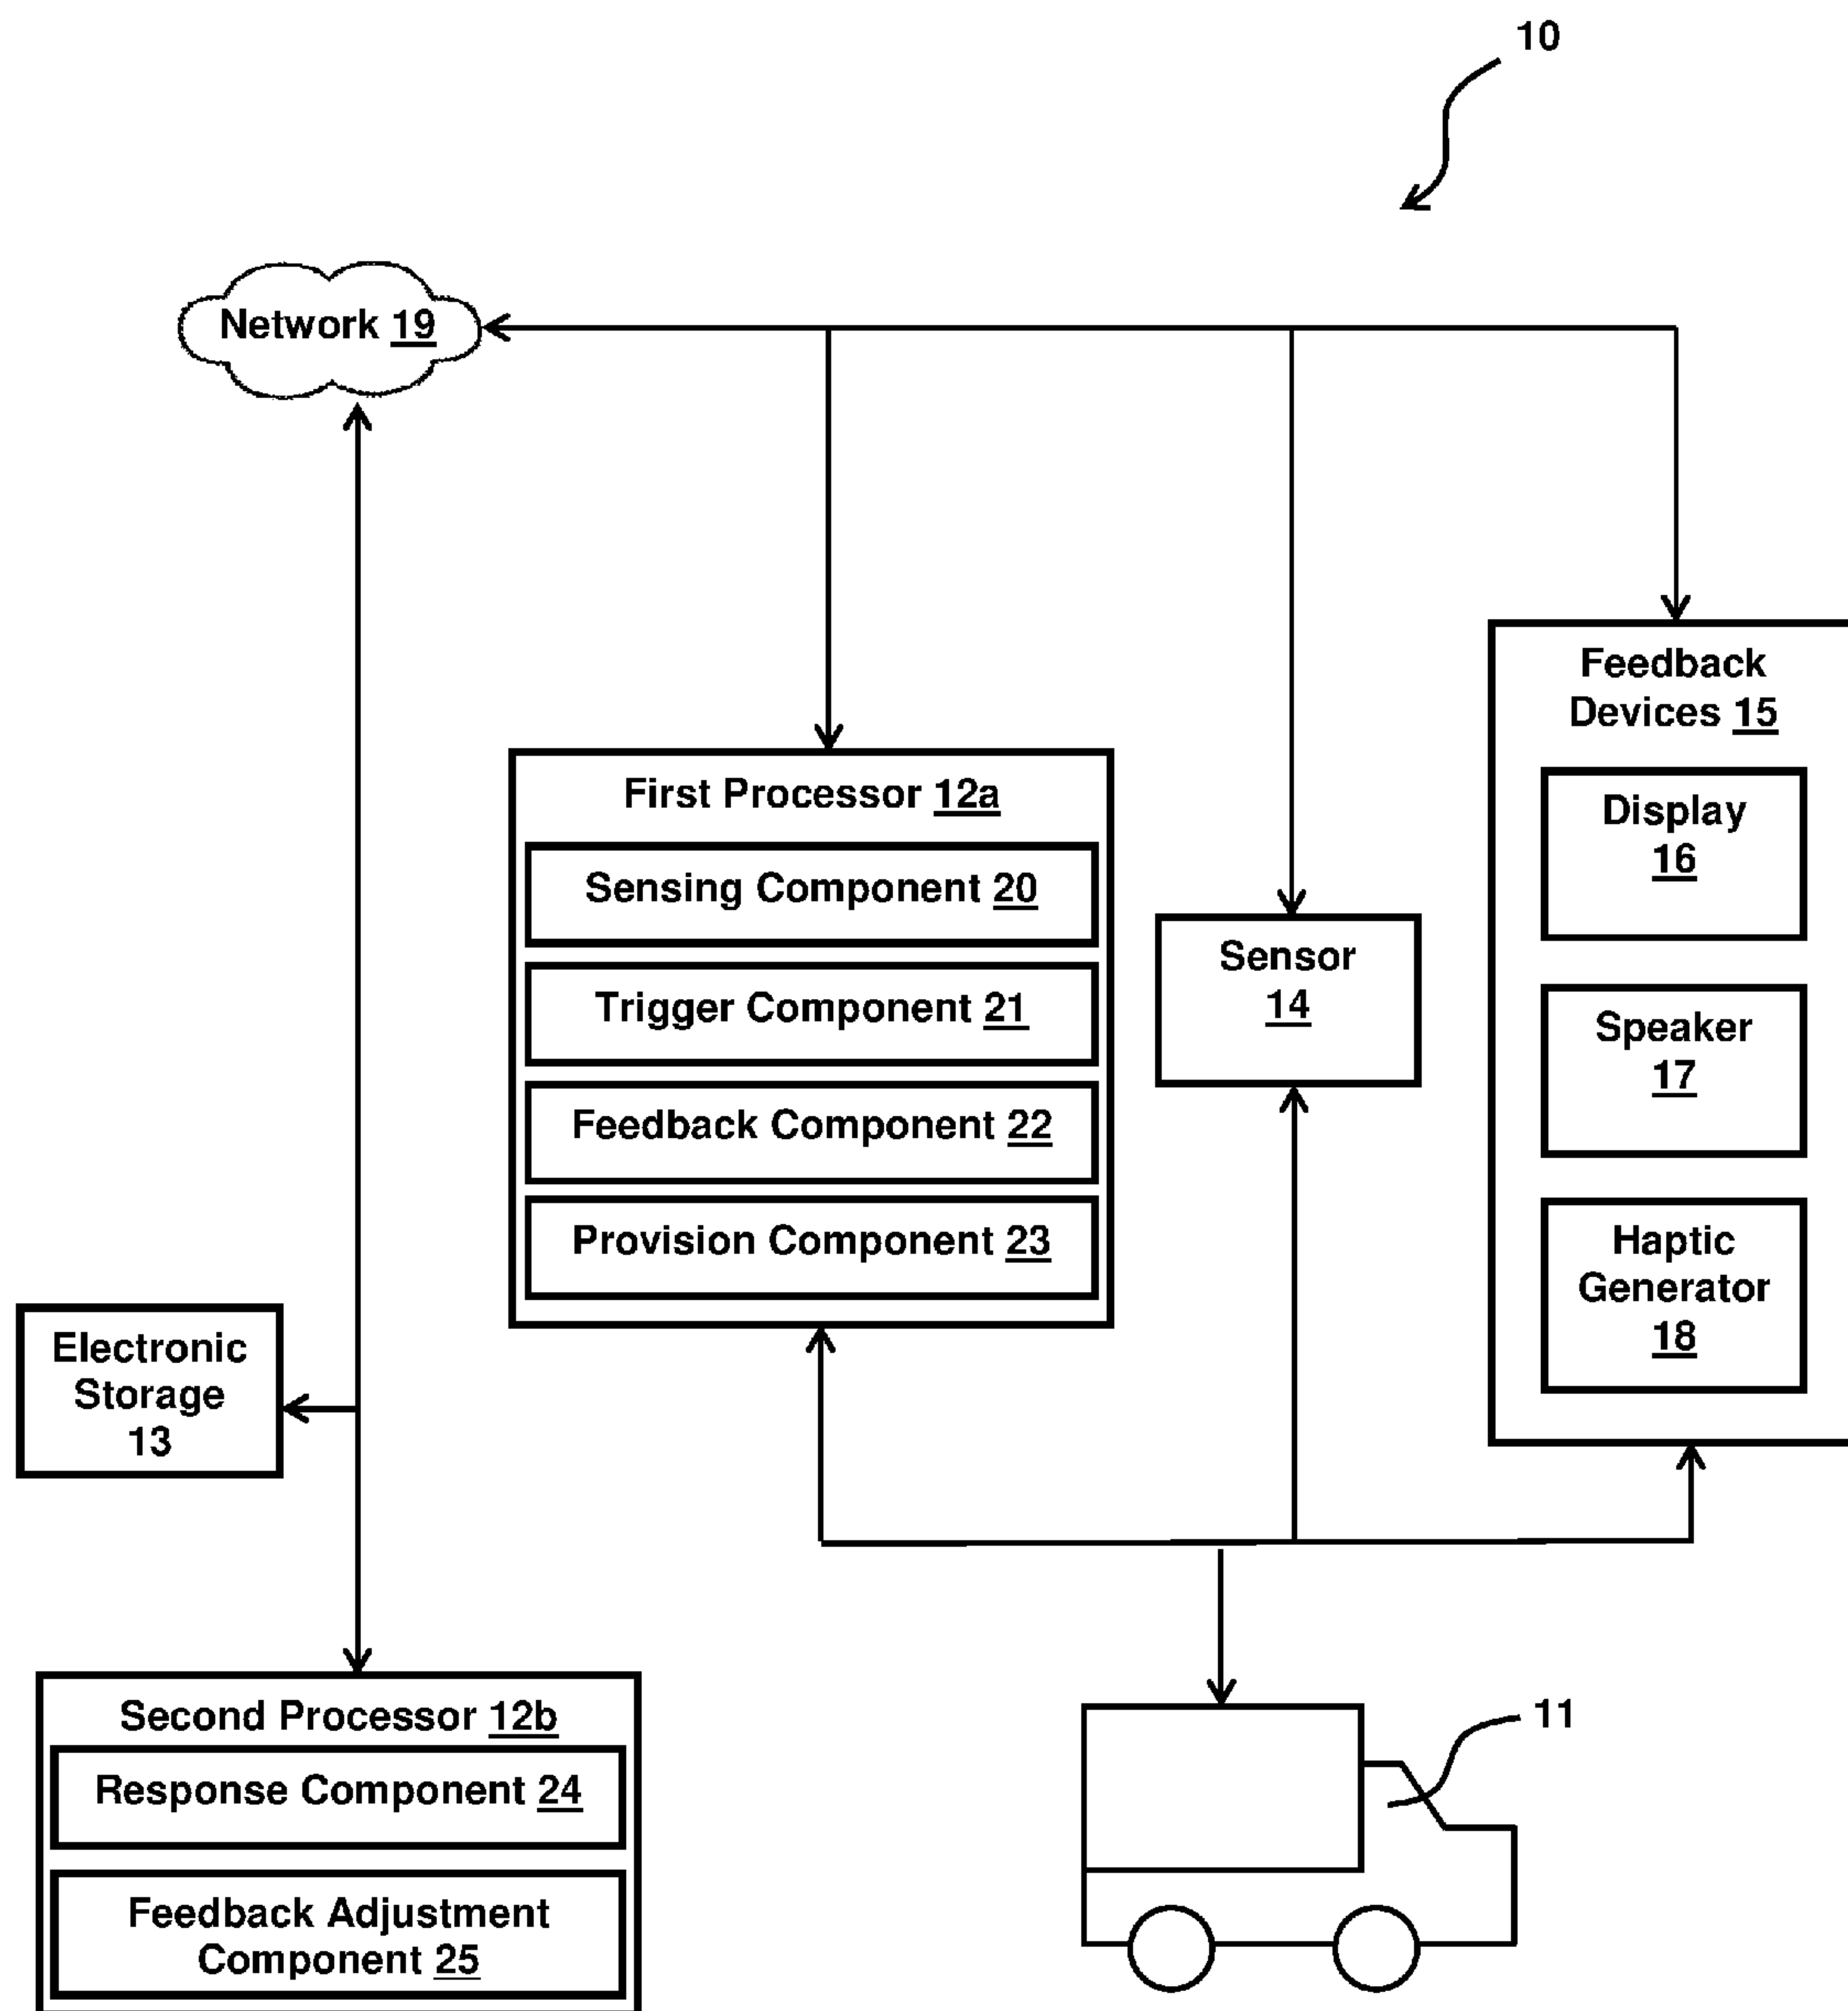 10
Network 19
Feedback
Devices 15
Display
16
Speaker
17
Haptic
Generator
18
First Processor 12a
Sensing Component 20
Trigger Component 21
Feedback Component 22
Provision Component 23
Sensor
14
Electronic
Storage
13
Second Processor 12b
Response Component 24
Feedback Adjustment
Component 25
11